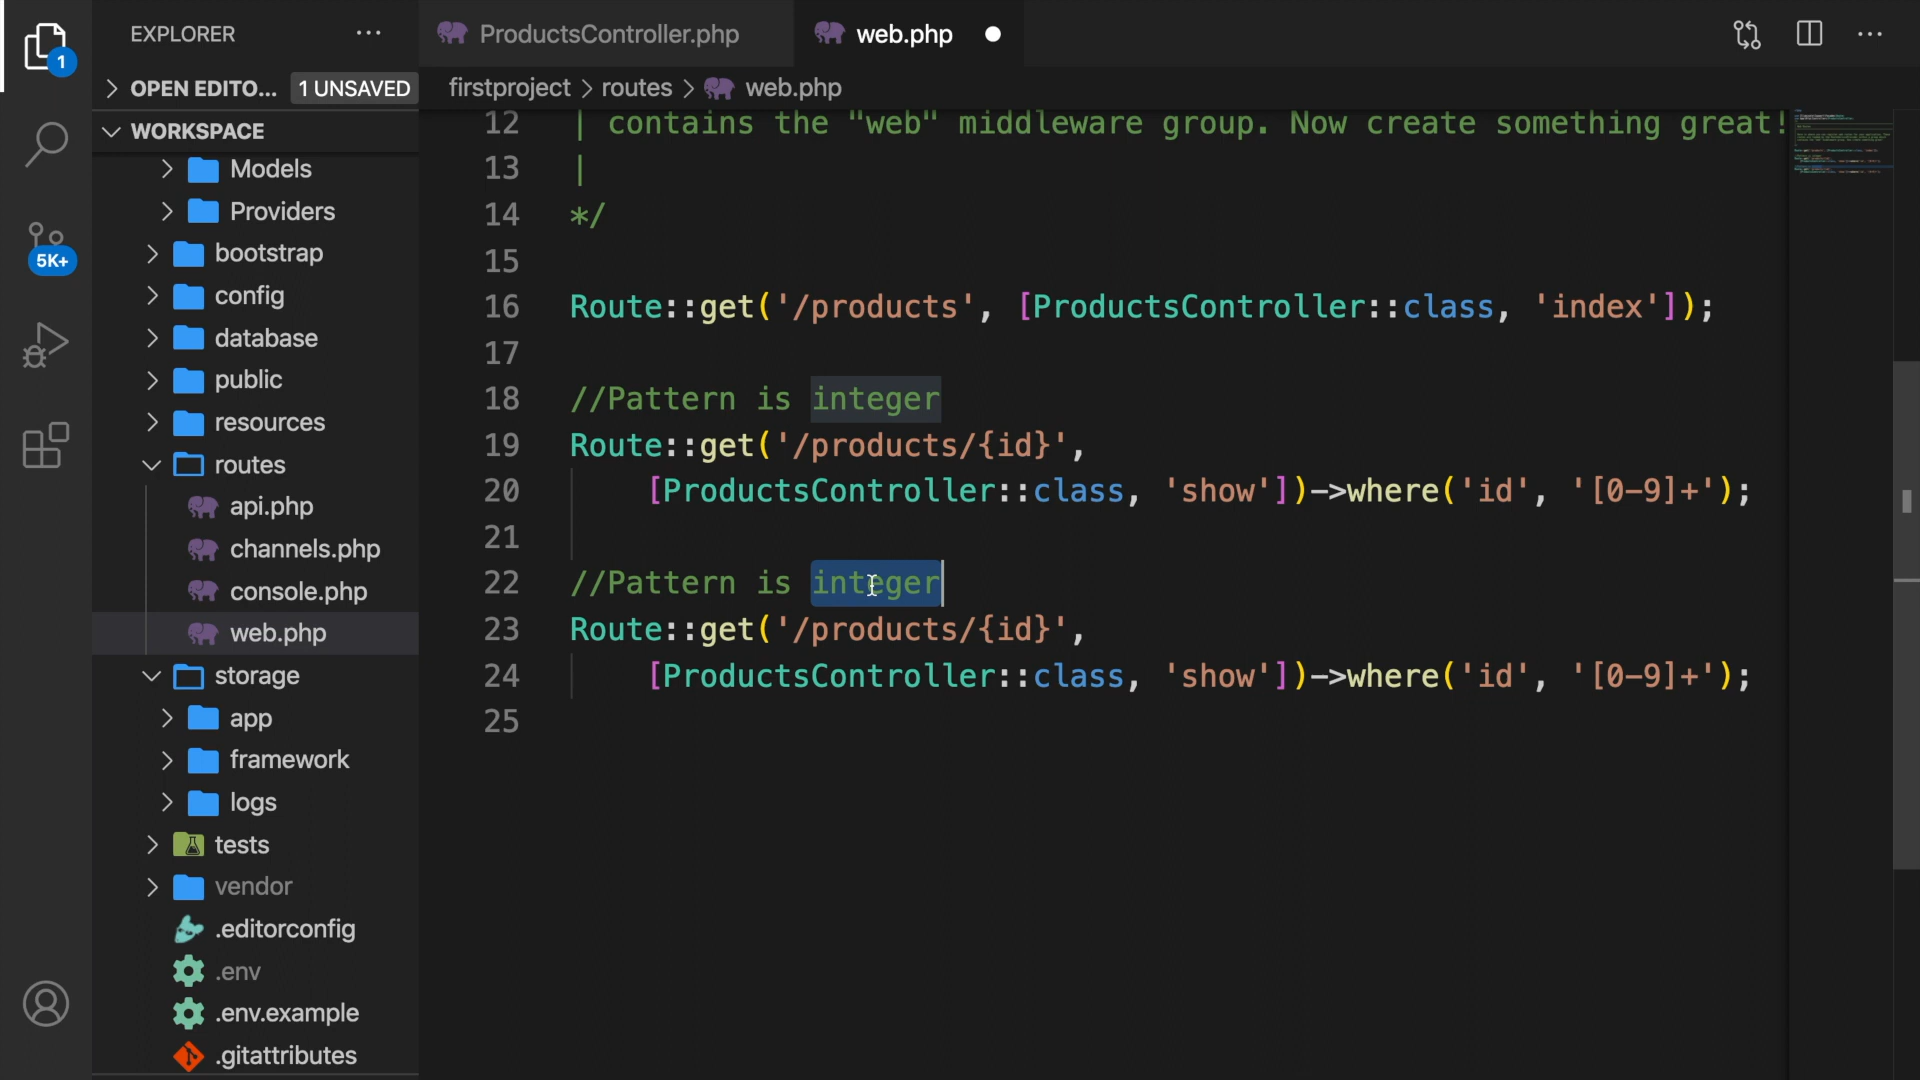 EXPLORER
1
OPEN EDITO...
1 UNSAVED
WORKSPACE
Models
Providers
bootstrap
5K+
config
database
public
resources
routes
api.php
channels.php
console.php
web.php
storage
app
framework
logs
tests
vendor
.editorconfig
.env
.env.example
.gitattributes
ProductsController.php
web.php
firstproject > routes > web.php
12 | contains the "web" middleware group. Now create something great!
13 |
14 */
15
16 Route::get('/products', [ProductsController::class, 'index']);
17
18 //Pattern is integer
19 Route::get('/products/{id}',
20 [ProductsController::class, 'show'])->where('id', '[0-9]+');
21
22 //Pattern is integer
23 Route::get('/products/{id}',
24 [ProductsController::class, 'show'])->where('id', '[0-9]+');
25